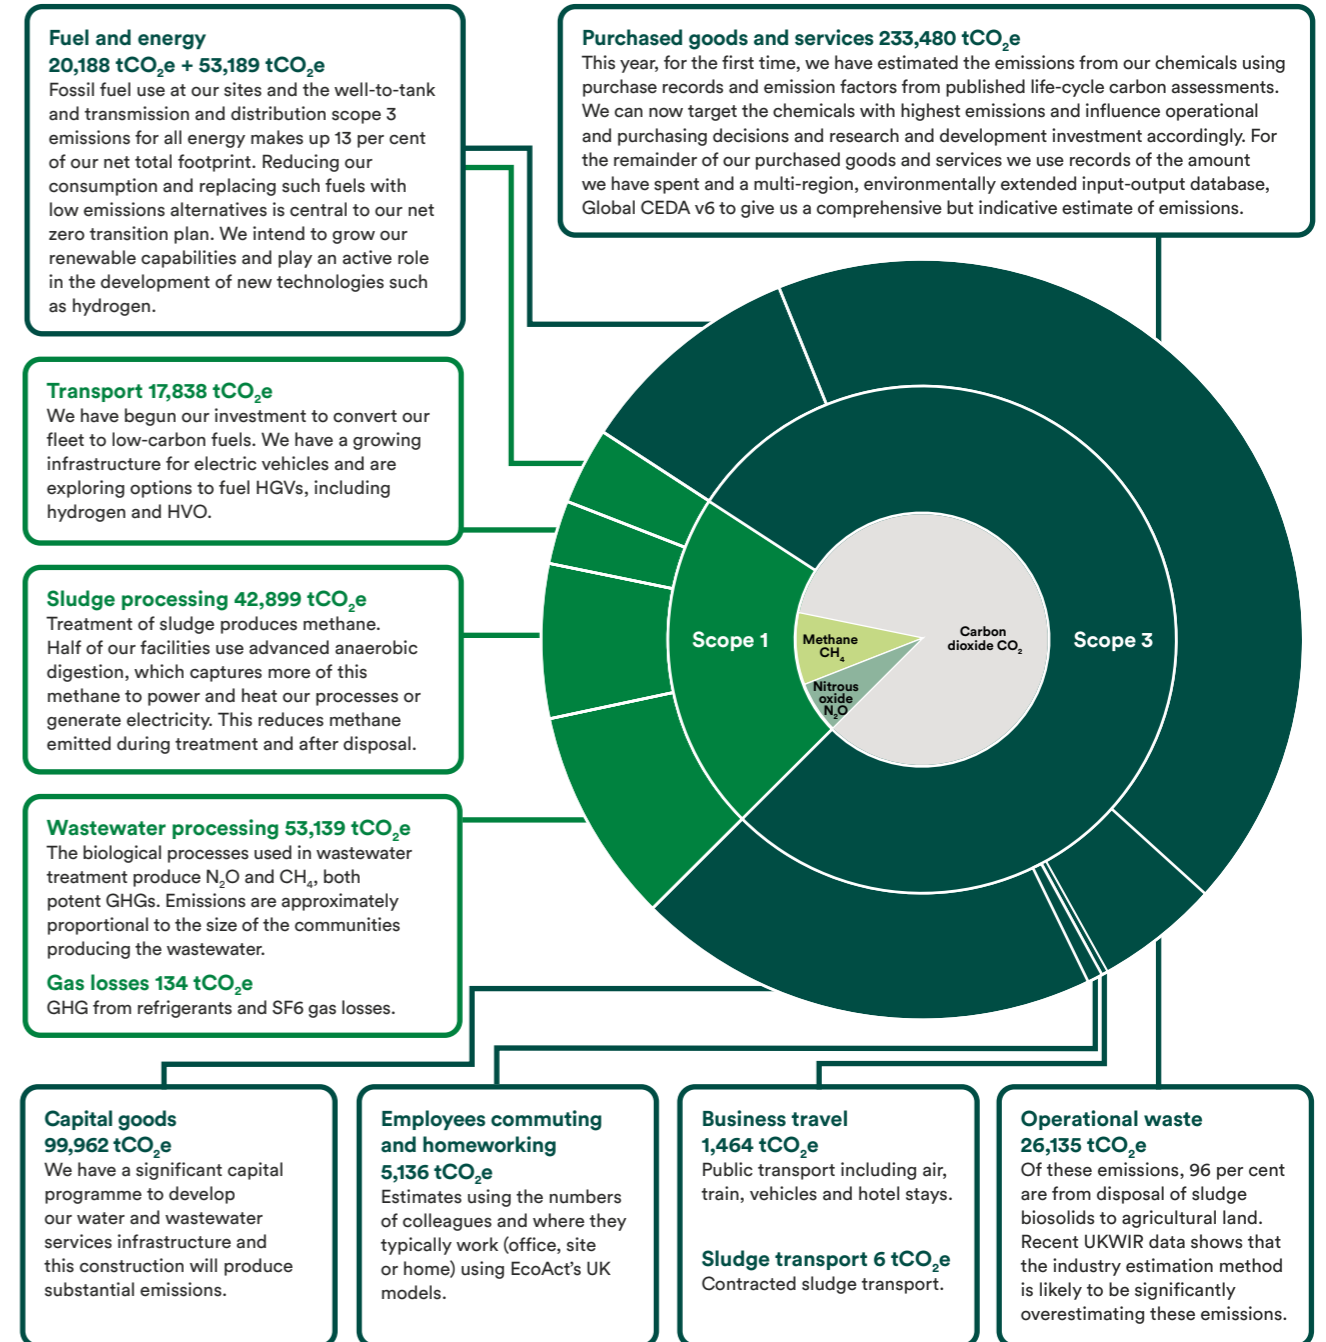 Fuel and energy
20,188 tCO₂e + 53,189 tCO₂e
Fossil fuel use at our sites and the well-to-tank
and transmission and distribution scope 3
emissions for all energy makes up 13 per cent
of our net total footprint. Reducing our
consumption and replacing such fuels with
low emissions alternatives is central to our net
zero transition plan. We intend to grow our
renewable capabilities and play an active role
in the development of new technologies such
as hydrogen.
Purchased goods and services 233,480 tCO₂e
This year, for the first time, we have estimated the emissions from our chemicals using
purchase records and emission factors from published life-cycle carbon assessments.
We can now target the chemicals with highest emissions and influence operational
and purchasing decisions and research and development investment accordingly. For
the remainder of our purchased goods and services we use records of the amount
we have spent and a multi-region, environmentally extended input-output database,
Global CEDA v6 to give us a comprehensive but indicative estimate of emissions.
Transport 17,838 tCO₂e
We have begun our investment to convert our
fleet to low-carbon fuels. We have a growing
infrastructure for electric vehicles and are
exploring options to fuel HGVs, including
hydrogen and HVO.
Sludge processing 42,899 tCO₂e
Treatment of sludge produces methane.
Half of our facilities use advanced anaerobic
digestion, which captures more of this
methane to power and heat our processes or
generate electricity. This reduces methane
emitted during treatment and after disposal.
Wastewater processing 53,139 tCO₂e
The biological processes used in wastewater
treatment produce N₂O and CH₄, both
potent GHGs. Emissions are approximately
proportional to the size of the communities
producing the wastewater.
Gas losses 134 tCO₂e
GHG from refrigerants and SF6 gas losses.
Scope 1
Methane
CH₄
Nitrous
oxide
N₂O
Carbon
dioxide CO₂
Scope 3
Capital goods
99,962 tCO₂e
We have a significant capital
programme to develop
our water and wastewater
services infrastructure and
this construction will produce
substantial emissions.
Employees commuting
and homeworking
5,136 tCO₂e
Estimates using the numbers
of colleagues and where they
typically work (office, site
or home) using EcoAct's UK
models.
Business travel
1,464 tCO₂e
Public transport including air,
train, vehicles and hotel stays.
Sludge transport 6 tCO₂e
Contracted sludge transport.
Operational waste
26,135 tCO₂e
Of these emissions, 96 per cent
are from disposal of sludge
biosolids to agricultural land.
Recent UKWIR data shows that
the industry estimation method
is likely to be significantly
overestimating these emissions.